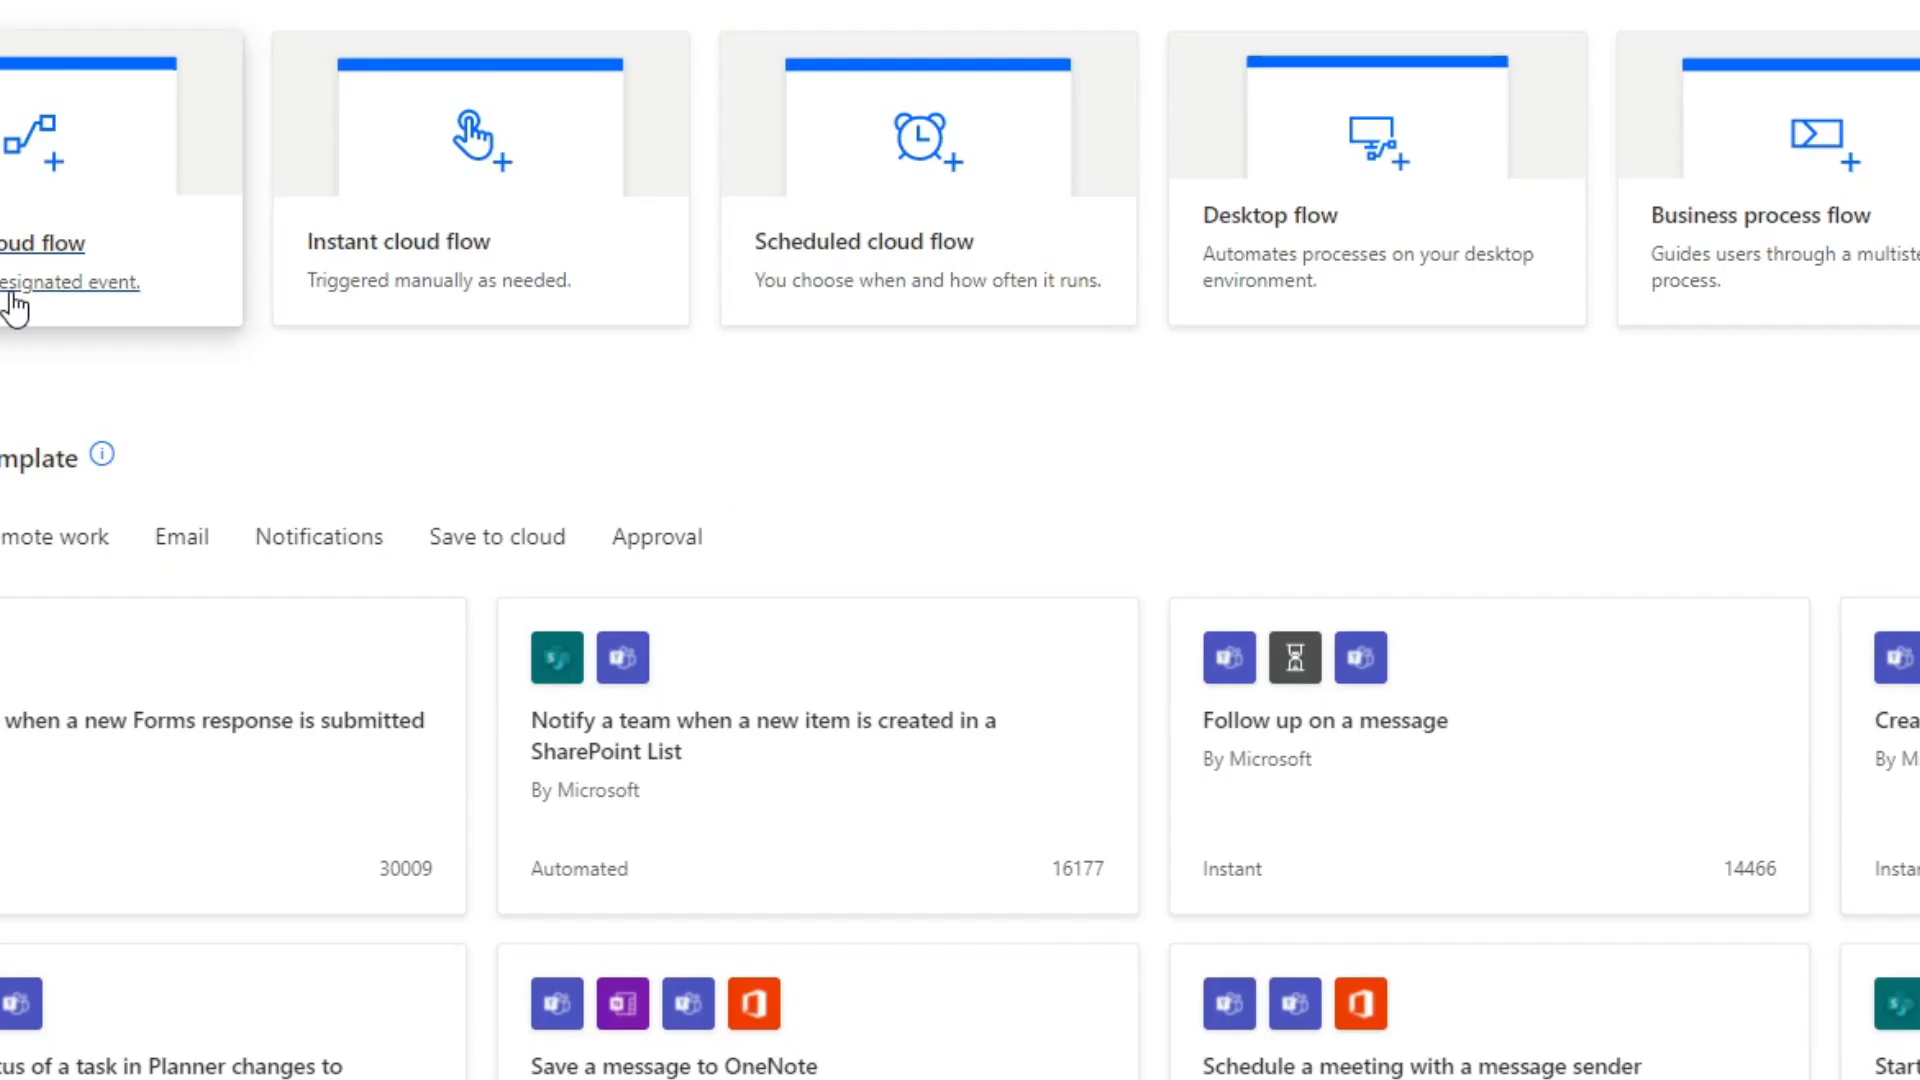 oud flow
esignated event.
Instant cloud flow
Triggered manually as needed.
Scheduled cloud flow
You choose when and how often it runs.
Desktop flow
Automates processes on your desktop
environment.
Business process flow
Guides users through a multiste
process.
mplate
mote work
Email
Notifications
Save to cloud
Approval
when a new Forms response is submitted
30009
Notify a team when a new item is created in a
SharePoint List
By Microsoft
Automated
16177
Follow up on a message
By Microsoft
Instant
14466
Crea
By M
Instar
tus of a task in Planner changes to
Save a message to OneNote
Schedule a meeting with a message sender
Start